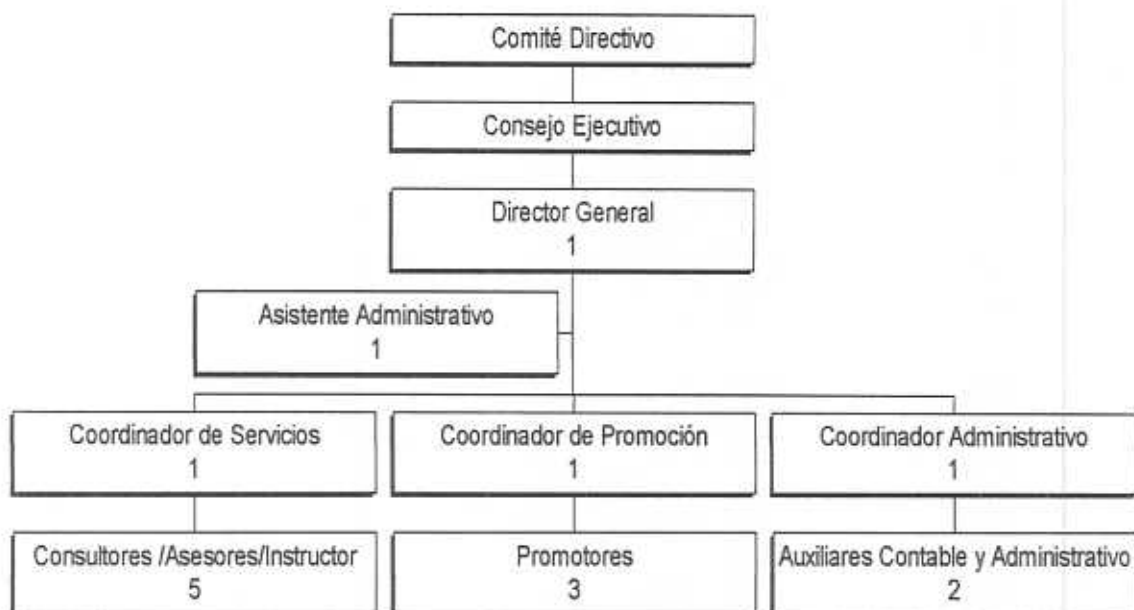 Comité Directivo
Consejo Ejecutivo
Director General
1
Asistente Administrativo
1
Coordinador de Servicios
1
Coordinador de Promoción
1
Coordinador Administrativo
1
Consultores /Asesores/Instructor
5
Promotores
3
Auxiliares Contable y Administrativo
2